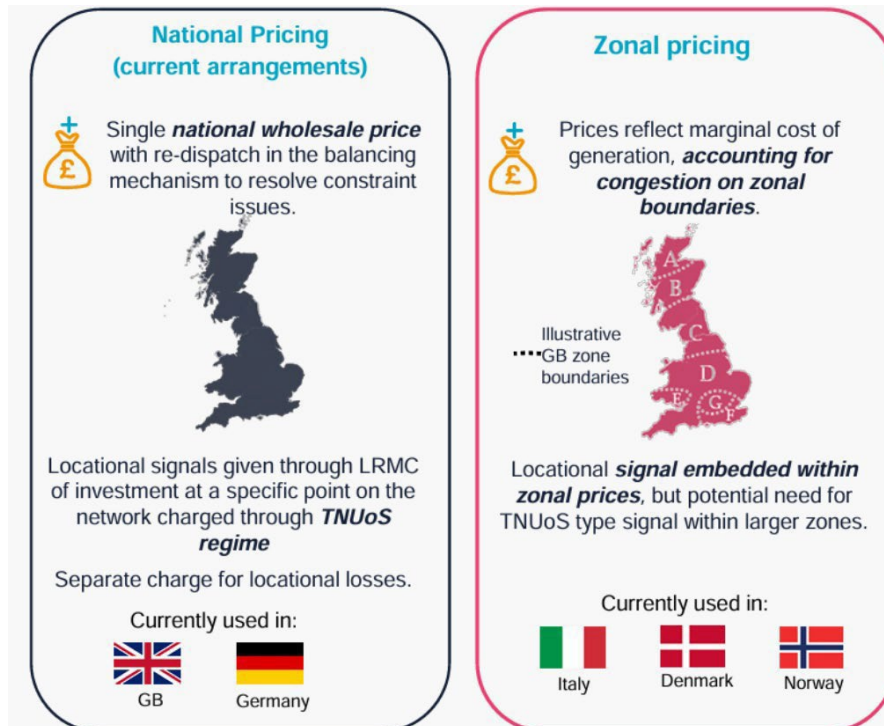 National Pricing
(current arrangements)
£
Single national wholesale price
with re-dispatch in the balancing
mechanism to resolve constraint
issues.
Locational signals given through LRMC
of investment at a specific point on the
network charged through TNUoS
regime
Separate charge for locational losses.
Currently used in:
GB
Germany
Zonal pricing
£
Prices reflect marginal cost of
generation, accounting for
congestion on zonal
boundaries.
A
B
C
D
E
G
F
Illustrative
GB zone
boundaries
Locational signal embedded within
zonal prices, but potential need for
TNUoS type signal within larger zones.
Currently used in:
Italy
Denmark
Norway